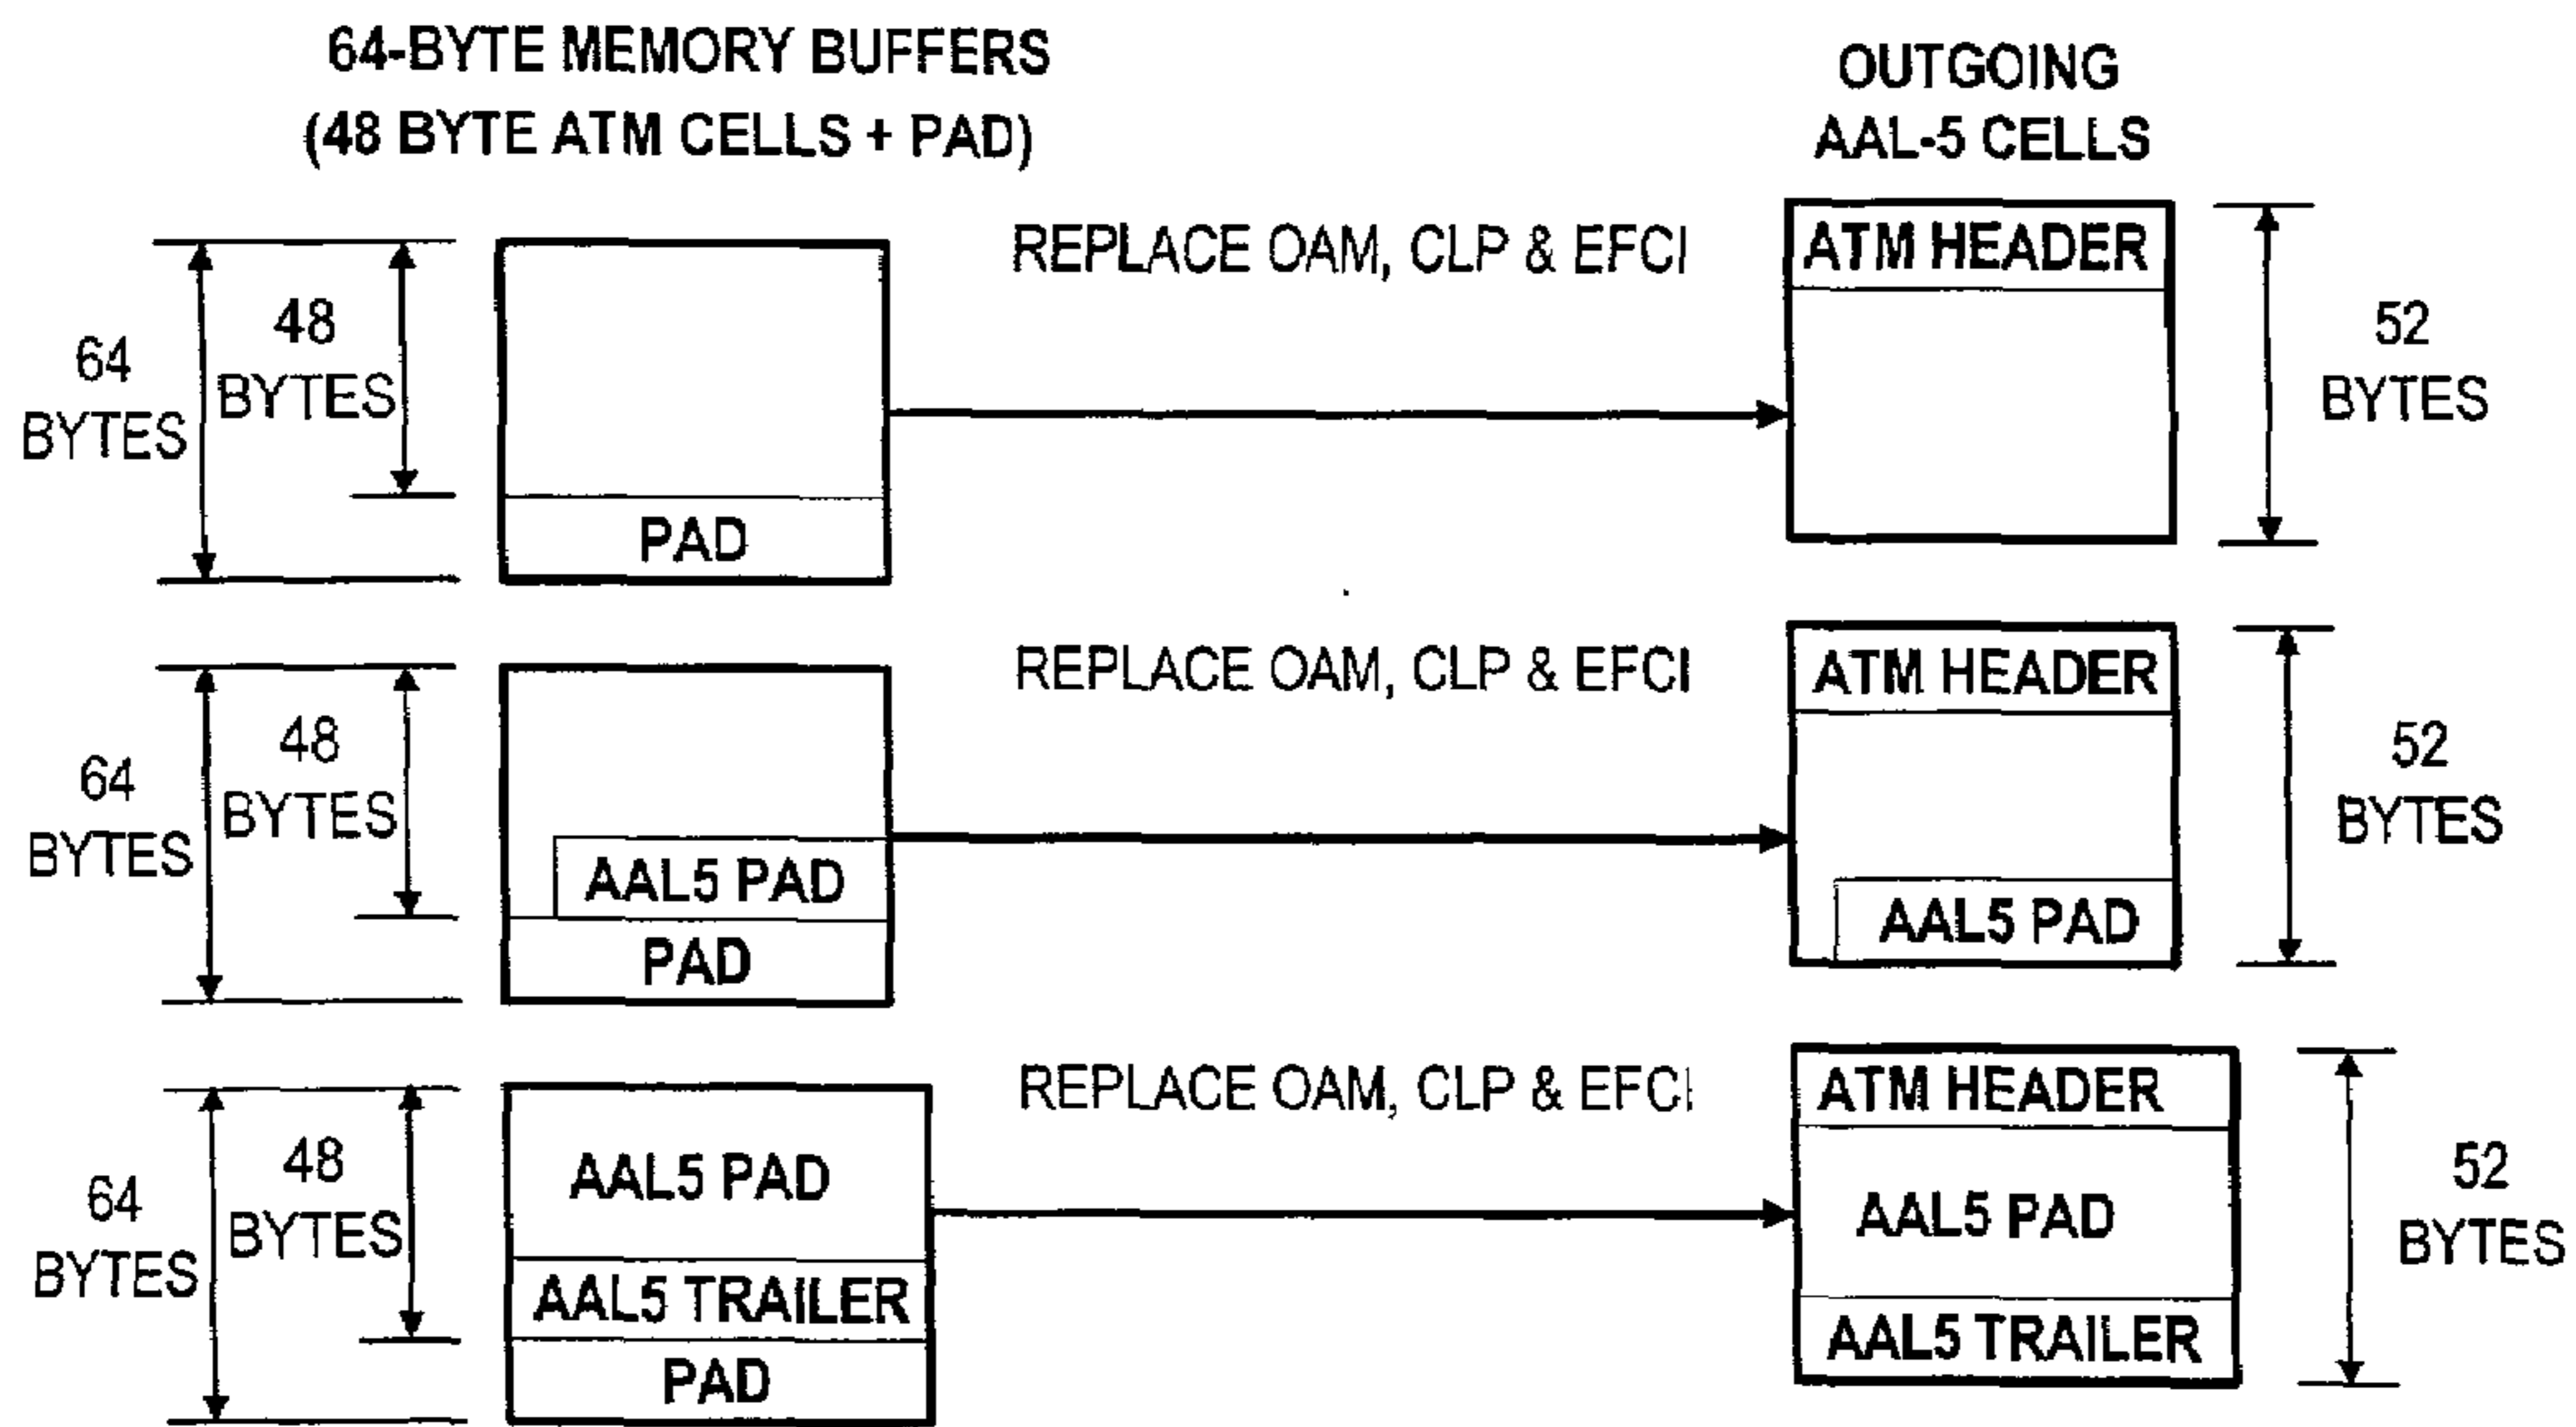 64-BYTE MEMORY BUFFERS
(48 BYTE ATM CELLS + PAD)
OUTGOING
AAL-5 CELLS
64
BYTES
48
BYTES
PAD
REPLACE OAM, CLP & EFCI
ATM HEADER
52
BYTES
64
BYTES
48
BYTES
AAL5 PAD
PAD
REPLACE OAM, CLP & EFCI
ATM HEADER
AAL5 PAD
52
BYTES
64
BYTES
48
BYTES
AAL5 PAD
AAL5 TRAILER
PAD
REPLACE OAM, CLP & EFCI
ATM HEADER
AAL5 PAD
AAL5 TRAILER
52
BYTES